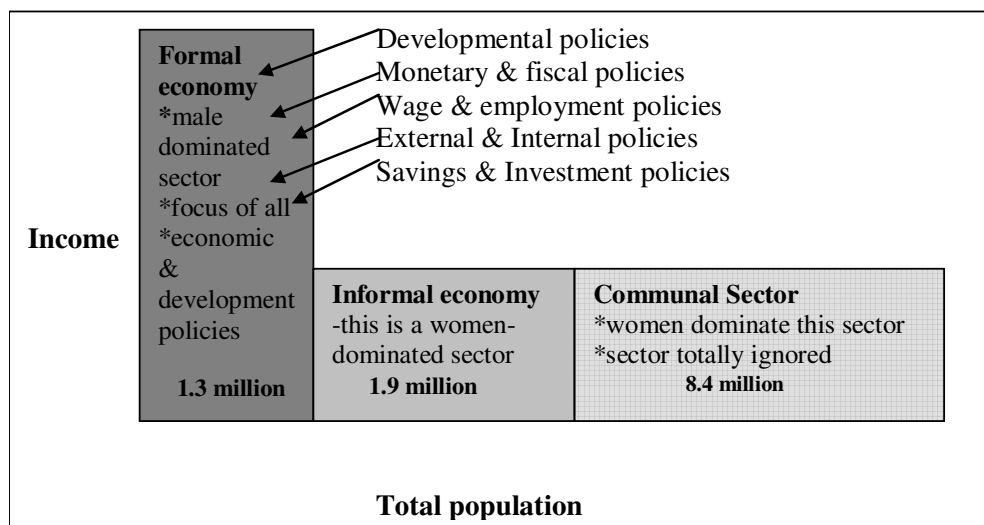 Developmental policies
Monetary & fiscal policies
Wage & employment policies
External & Internal policies
Savings & Investment policies
Formal
economy
*male
dominated
sector
*focus of all
*economic
&
development
policies
1.3 million
Income
Informal economy
-this is a women-
dominated sector
1.9 million
Communal Sector
*women dominate this sector
*sector totally ignored
8.4 million
Total population